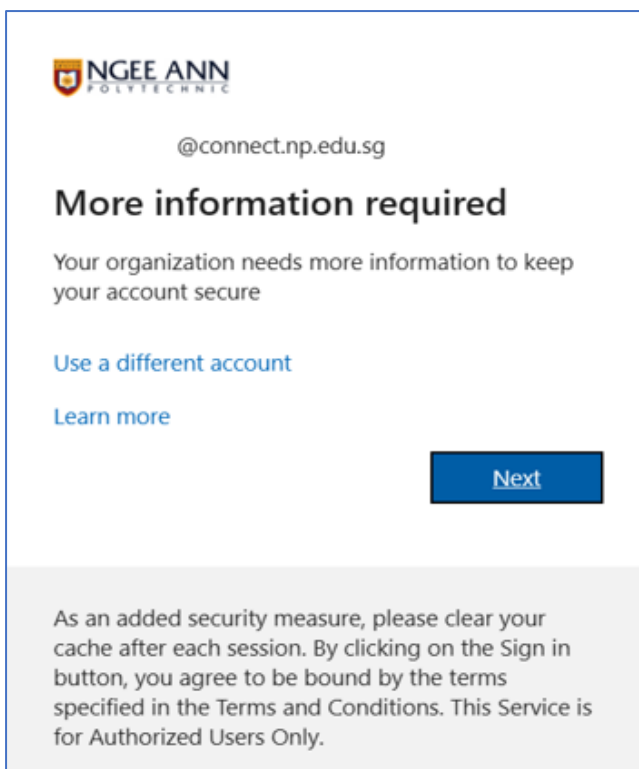 NGEE ANN
POLYTECHNIC
@connect.np.edu.sg
More information required
Your organization needs more information to keep
your account secure
Use a different account
Learn more
Next
As an added security measure, please clear your
cache after each session. By clicking on the Sign in
button, you agree to be bound by the terms
specified in the Terms and Conditions. This Service is
for Authorized Users Only.